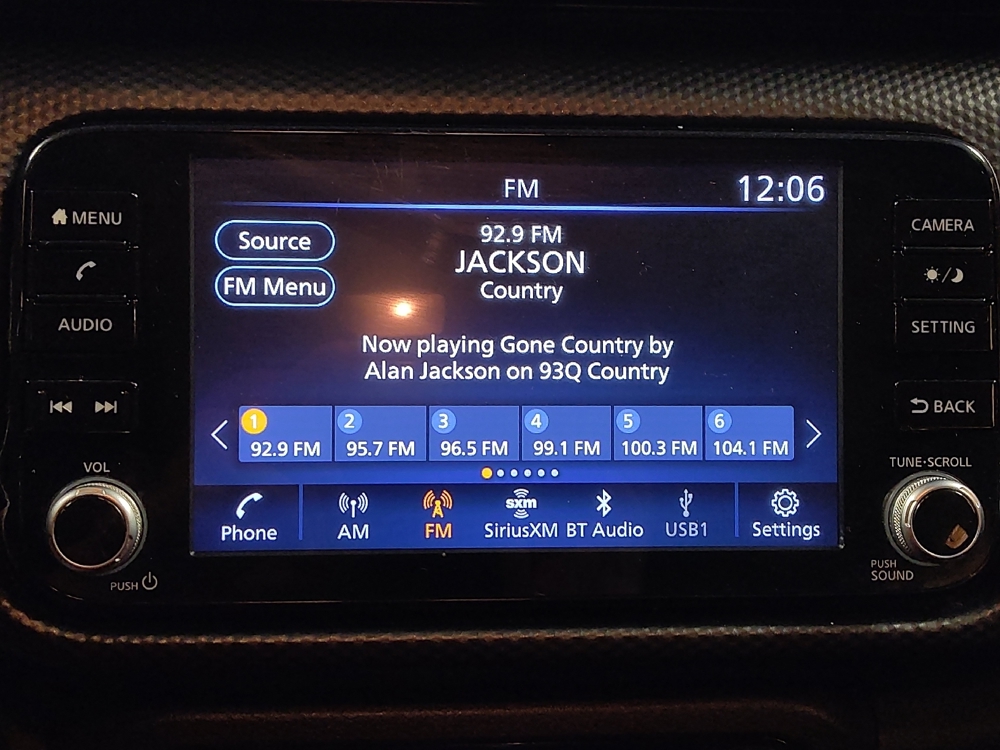 FM
12:06
MENU
AUDIO
VOL
PUSH
Source
FM Menu
92.9 FM
JACKSON
Country
Now playing Gone Country by
Alan Jackson on 93Q Country
1
92.9 FM
2
95.7 FM
3
96.5 FM
4
99.1 FM
5
100.3 FM
6
104.1 FM
Phone
AM
FM
sxm
SiriusXM
BT Audio
USB1
Settings
CAMERA
SETTING
BACK
TUNE·SCROLL
PUSH
SOUND